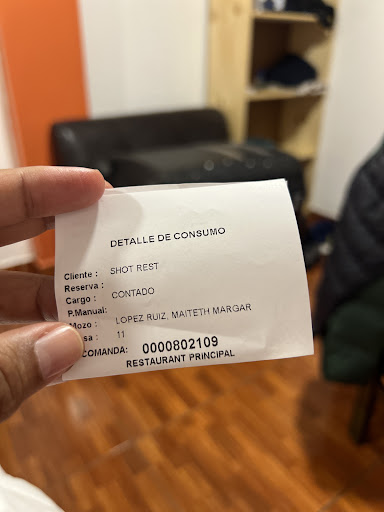 DETALLE DE CONSUMO
Cliente : SHOT REST
Reserva :
Cargo : CONTADO
P.Manual:
Mozo : LOPEZ RUIZ, MAITETH MARGAR
sa : 11
COMANDA: 0000802109
RESTAURANT PRINCIPAL